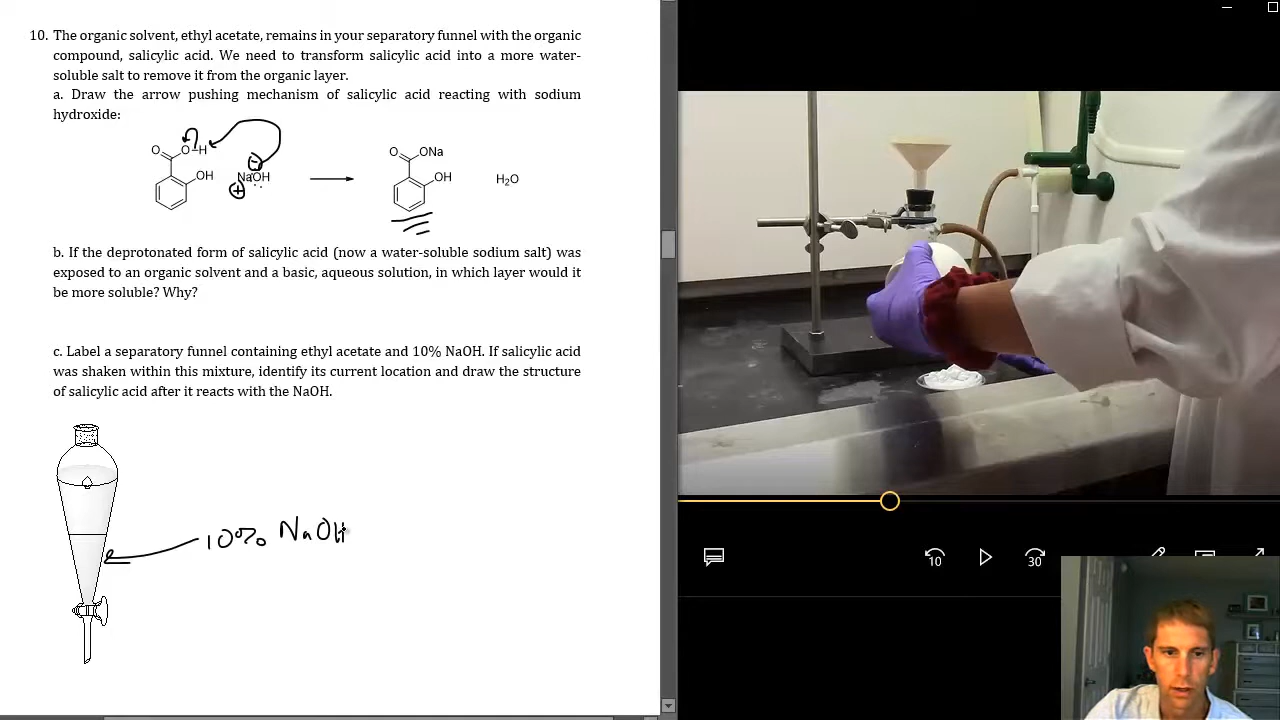 10. The organic solvent, ethyl acetate, remains in your separatory funnel with the organic
compound, salicylic acid. We need to transform salicylic acid into a more water-
soluble salt to remove it from the organic layer.
a. Draw the arrow pushing mechanism of salicylic acid reacting with sodium
hydroxide:
O O-H
OH NaOH
O ONa
OH
H₂O
b. If the deprotonated form of salicylic acid (now a water-soluble sodium salt) was
exposed to an organic solvent and a basic, aqueous solution, in which layer would it
be more soluble? Why?
c. Label a separatory funnel containing ethyl acetate and 10% NaOH. If salicylic acid
was shaken within this mixture, identify its current location and draw the structure
of salicylic acid after it reacts with the NaOH.
10% NaOH
10 30